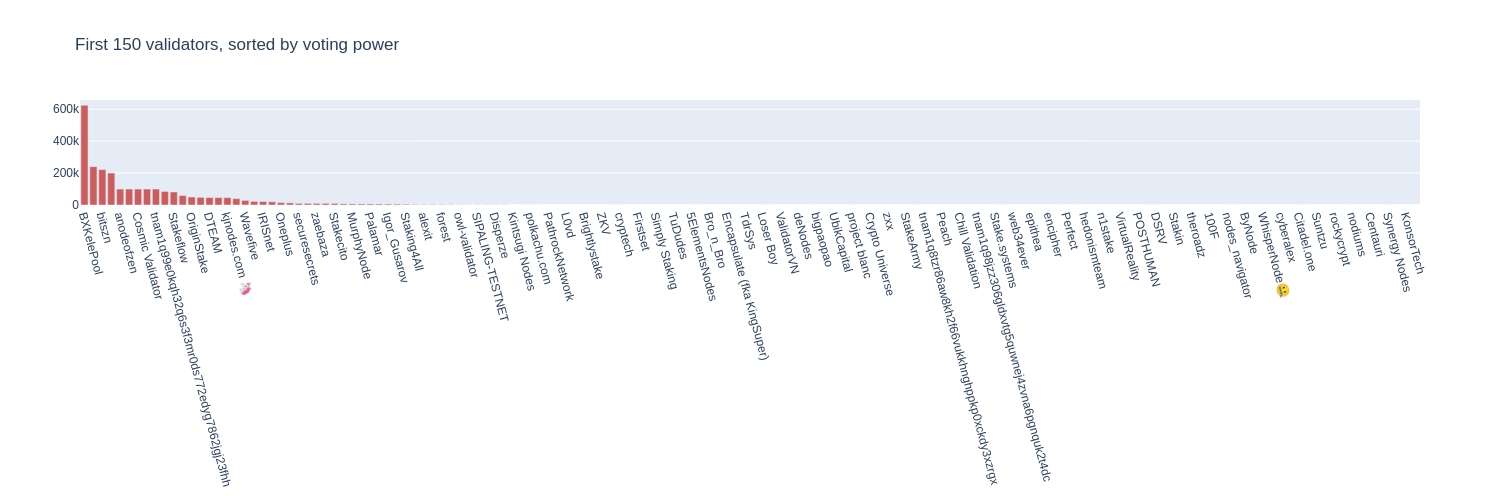 First 150 validators, sorted by voting power
600k
400k
200k
0
BXKelePool
bitszn
anodeofzen
Cosmic Validator
tnam1q99e0kqh32q6s3f3mr0ds772edyg7862jgj23fhh
Stakeflow
OriginStake
DTEAM
kjnodes.com 💸
Wavefive
IRISnet
Oneplus
securesecrets
zaebaza
Stakecito
MurphyNode
Palamar
Igor_Gusarov
Staking4All
alexit
forest
owl-validator
SIPALING-TESTNET
Disperze
Kintsugi Nodes
polkachu.com
PathrockNetwork
L0vd
Brightlystake
ZKV
cryptech
Firstset
Simply Staking
TuDudes
5ElementsNodes
Bro_n_Bro
Encapsulate (fka KingSuper)
TdrSys
Loser Boy
ValidatorVN
deNodes
bigpaopao
UbikCapital
project blanc
Crypto Universe
zxx
StakeArmy
tnam1q8tzr86aw8kh2f66vukkhnghppkp0xckdy3xzrgx
Peach
Chill Validation
tnam1q98jzz306gldxvtg5quwnej4zvna6pgnquk2t4dc
Stake.systems
web34ever
epithea
encipher
Perfect
hedonismteam
n1stake
VirtualReality
POSTHUMAN
DSRV
Stakin
theroadz
100F
nodes_navigator
ByNode
WhisperNode🤐
cyberalex
Citadel.one
Suntzu
rockycrypt
nodiums
Centauri
Synergy Nodes
KonsorTech